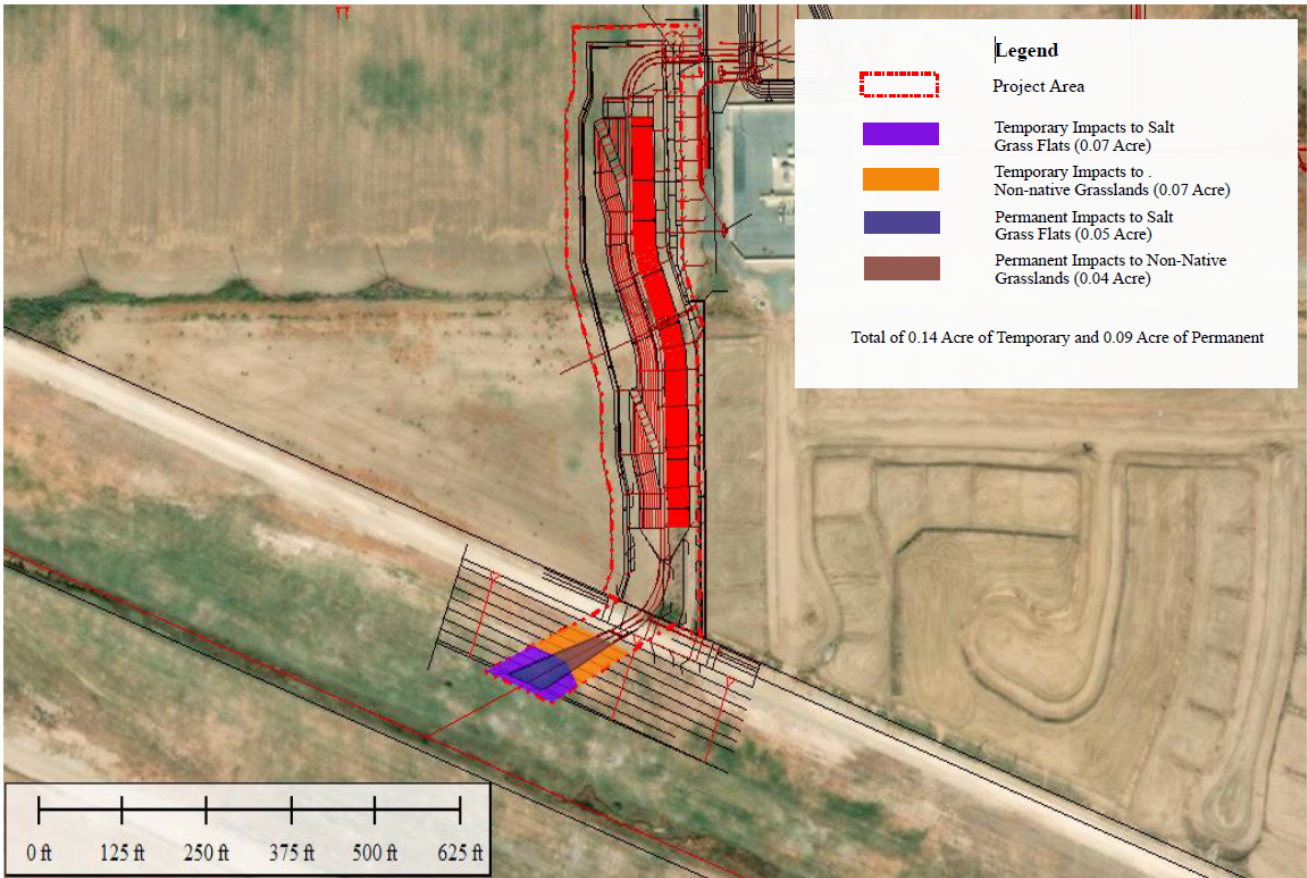 Legend
Project Area
Temporary Impacts to Salt
Grass Flats (0.07 Acre)
Temporary Impacts to .
Non-native Grasslands (0.07 Acre)
Permanent Impacts to Salt
Grass Flats (0.05 Acre)
Permanent Impacts to Non-Native
Grasslands (0.04 Acre)
Total of 0.14 Acre of Temporary and 0.09 Acre of Permanent
0 ft 125 ft 250 ft 375 ft 500 ft 625 ft